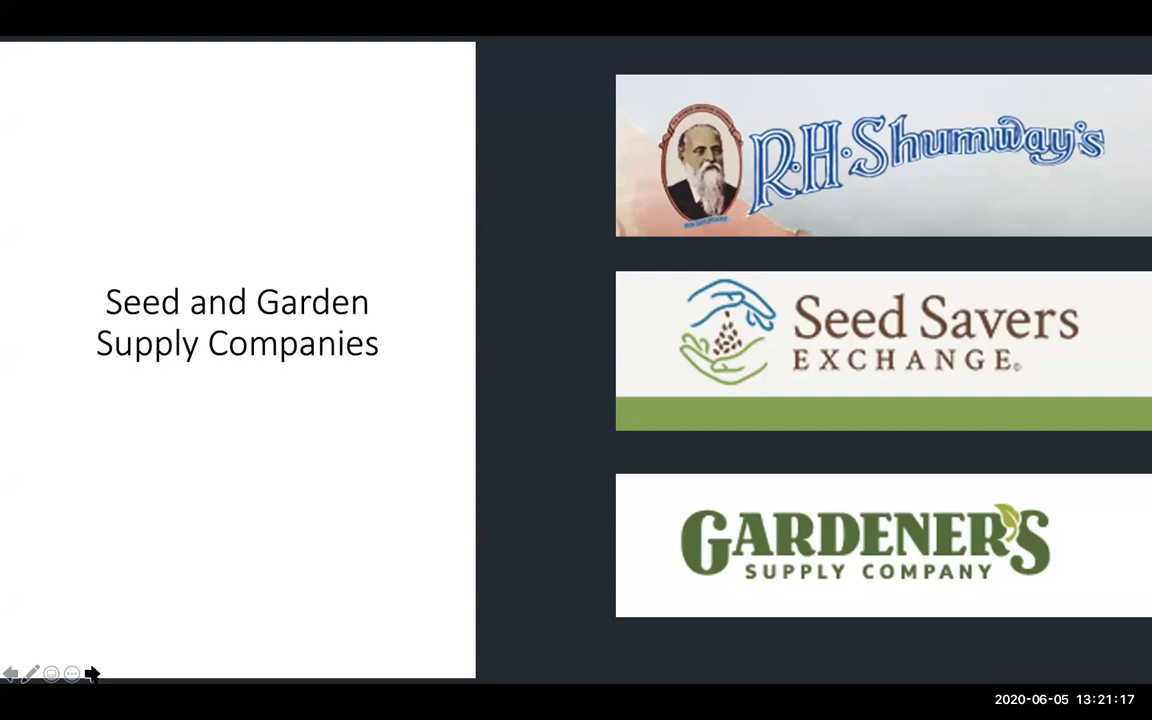 Seed and Garden
Supply Companies
R.H. Shumway's
Seed Savers
EXCHANGE®
GARDENER'S
SUPPLY COMPANY
2020-06-05 13:21:17